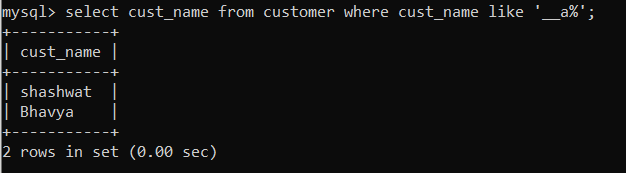 mysql> select cust_name from customer where cust_name like '__a%';
+-----------+
| cust_name |
+-----------+
| shashwat  |
| Bhavya    |
+-----------+
2 rows in set (0.00 sec)